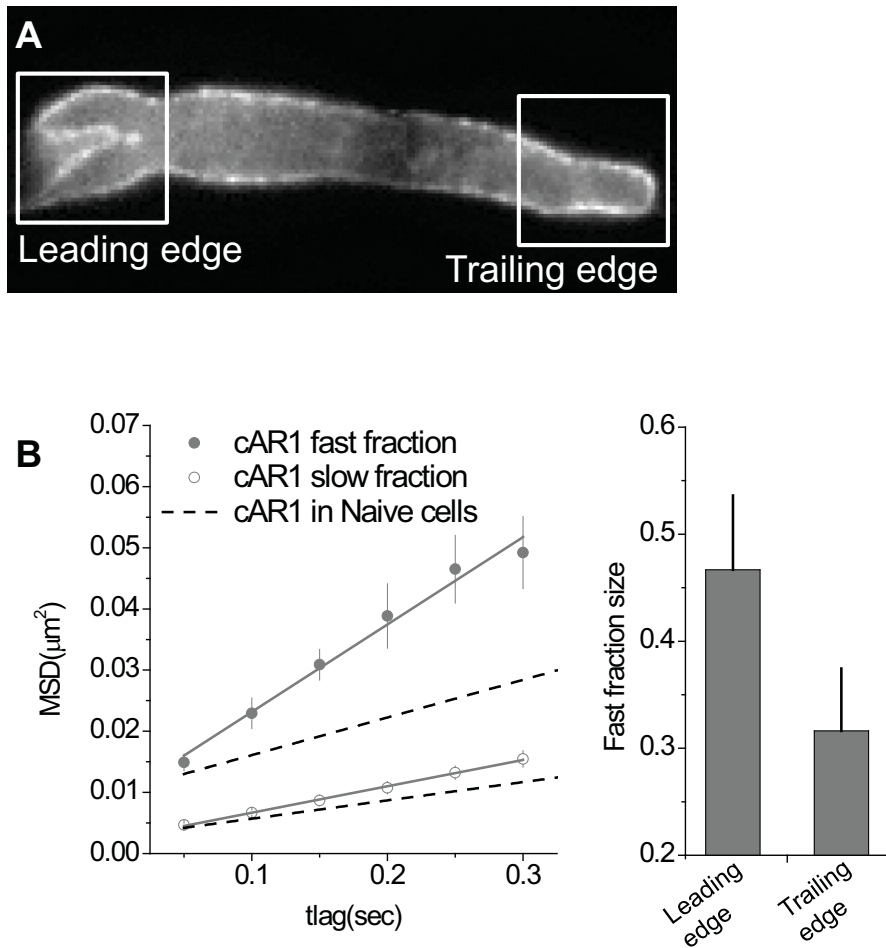 A
Leading edge
Trailing edge
B
cAR1 fast fraction
cAR1 slow fraction
cAR1 in Naive cells
MSD(µm²)
0.07
0.06
0.05
0.04
0.03
0.02
0.01
0.00
0.1
0.2
0.3
tlag(sec)
Fast fraction size
0.6
0.5
0.4
0.3
0.2
Leading
edge
Trailing
edge